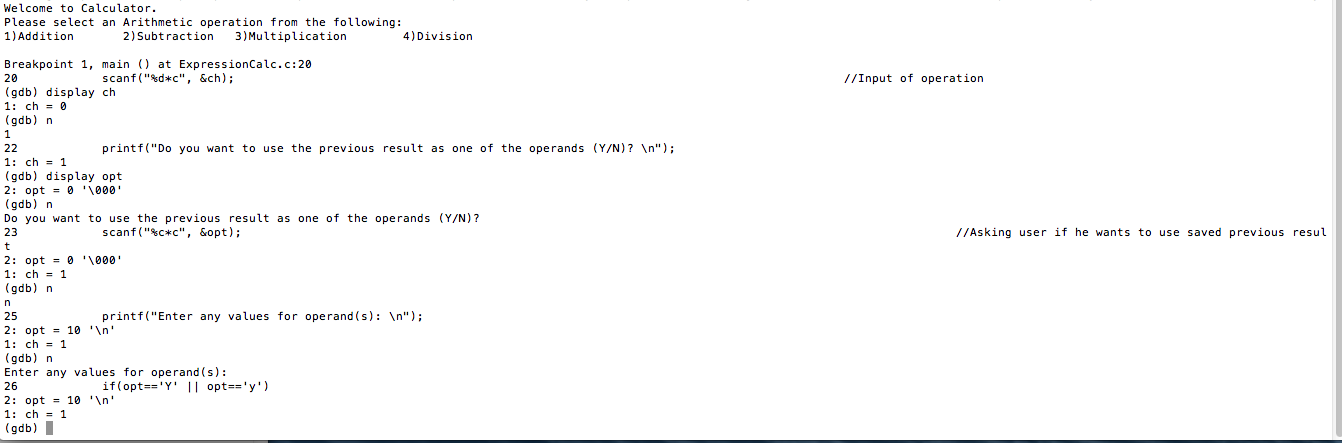 Welcome to Calculator.
Please select an Arithmetic operation from the following:
1)Addition 2)Subtraction 3)Multiplication 4)Division
Breakpoint 1, main () at ExpressionCalc.c:20
20 scanf("%d*c", &ch); //Input of operation
(gdb) display ch
1: ch = 0
(gdb) n
1
22 printf("Do you want to use the previous result as one of the operands (Y/N)? \n");
1: ch = 1
(gdb) display opt
2: opt = 0 '\000'
(gdb) n
Do you want to use the previous result as one of the operands (Y/N)?
23 scanf("%c*c", &opt); //Asking user if he wants to use saved previous resul
t
2: opt = 0 '\000'
1: ch = 1
(gdb) n
n
25 printf("Enter any values for operand(s): \n");
2: opt = 10 '\n'
1: ch = 1
(gdb) n
Enter any values for operand(s):
26 if(opt=='Y' || opt=='y')
2: opt = 10 '\n'
1: ch = 1
(gdb)